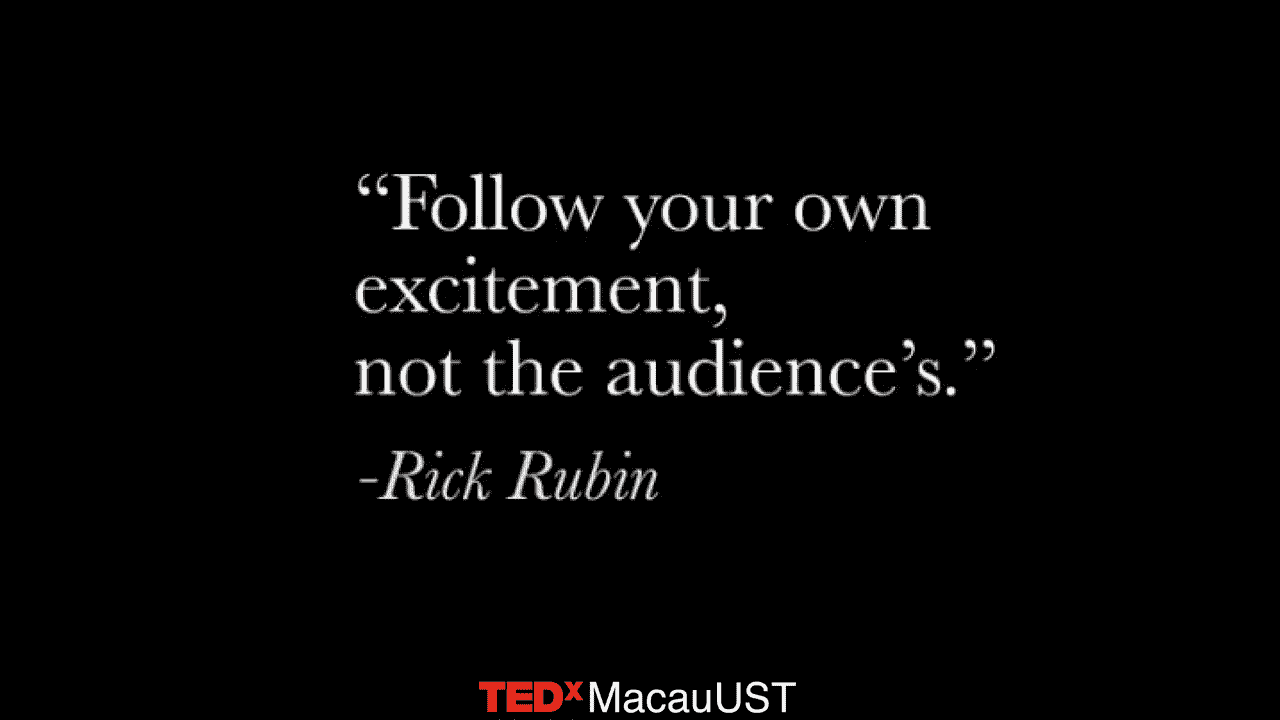 “Follow your own
excitement,
not the audience’s.”
-Rick Rubin
TEDx MacauUST